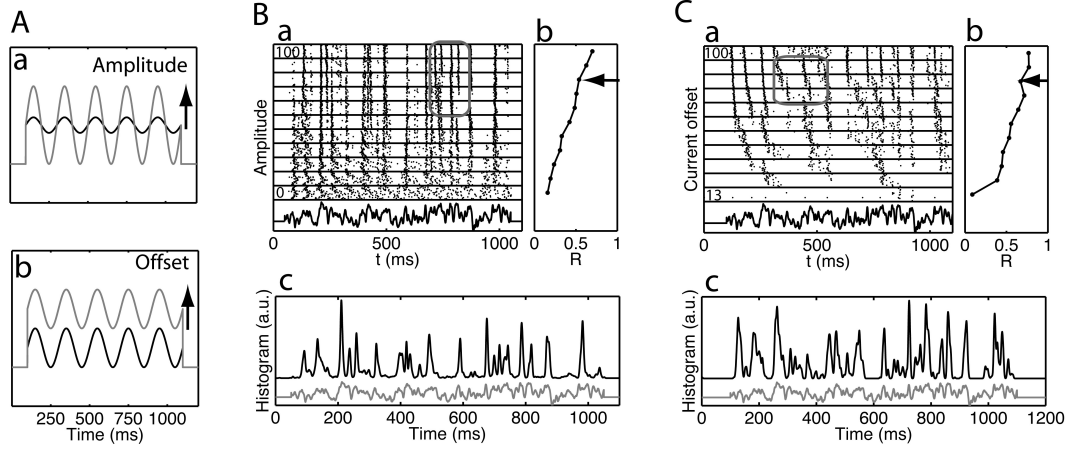 A
a
Amplitude
b
Offset
250 500 750 1000
Time (ms)
B
a
100
Amplitude
0
0 500 1000
t (ms)
b
0 0.5 1
R
c
Histogram (a.u.)
0 200 400 600 800 1000
Time (ms)
C
a
100
Current offset
13
0 500 1000
t (ms)
b
0 0.5 1
R
c
Histogram (a.u.)
0 200 400 600 800 1000 1200
Time (ms)